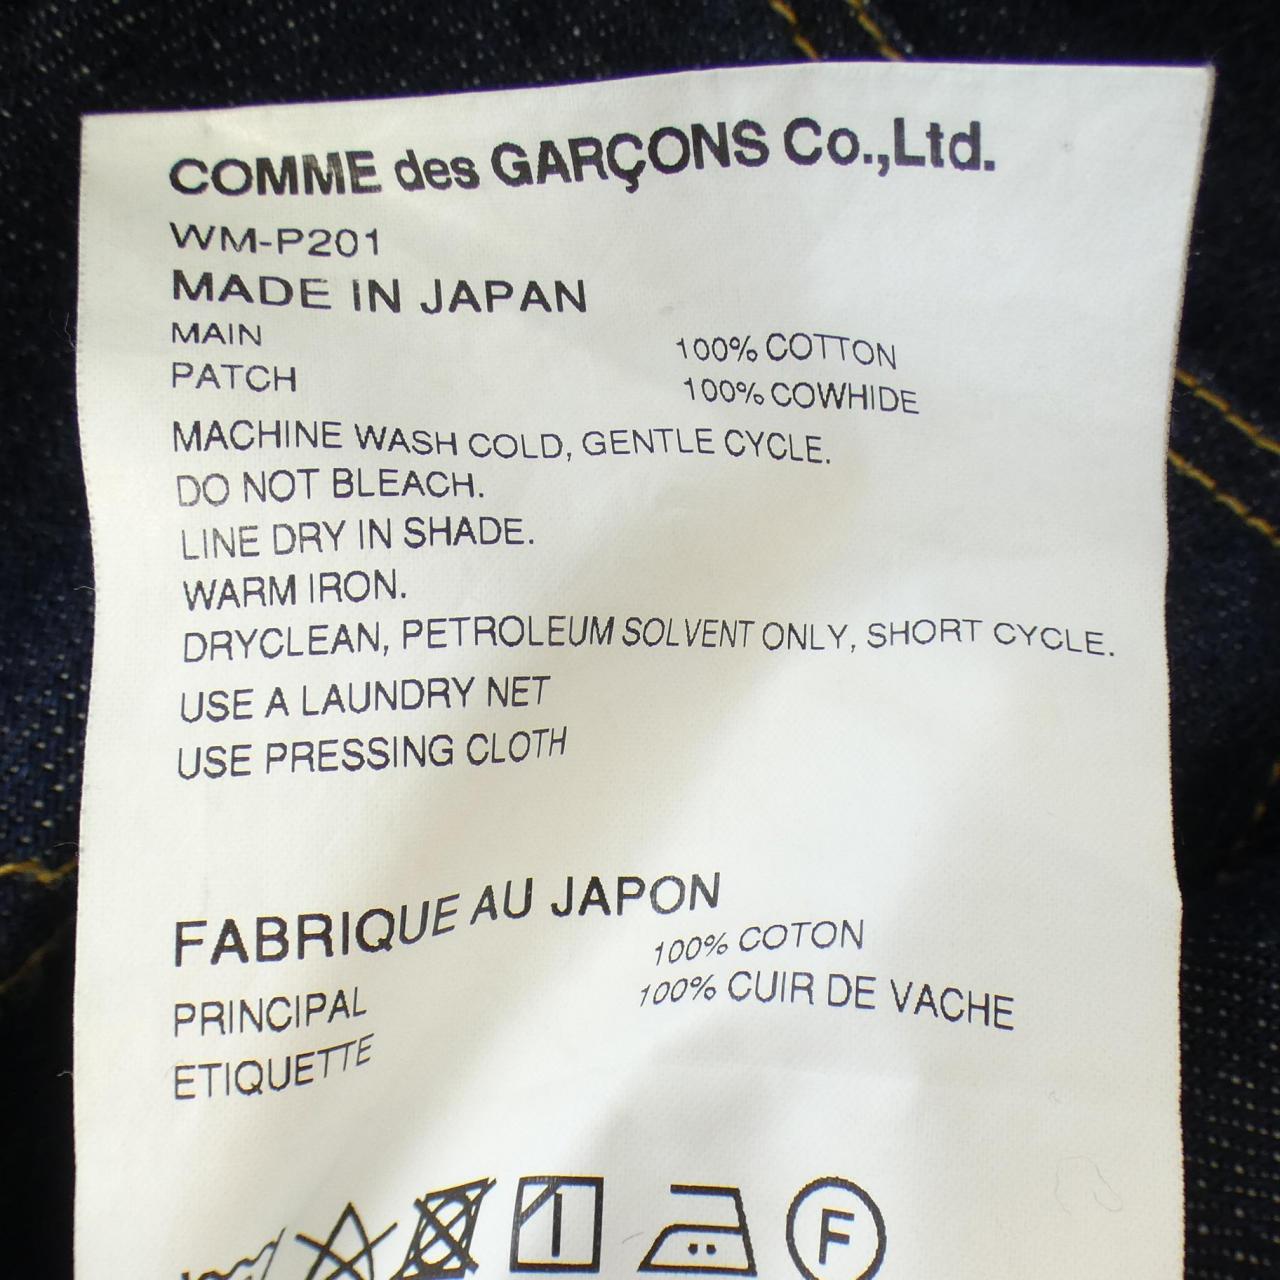 COMME des GARÇONS Co.,Ltd.
WM-P201
MADE IN JAPAN
MAIN 100% COTTON
PATCH 100% COWHIDE
MACHINE WASH COLD, GENTLE CYCLE.
DO NOT BLEACH.
LINE DRY IN SHADE.
WARM IRON.
DRYCLEAN, PETROLEUM SOLVENT ONLY, SHORT CYCLE.
USE A LAUNDRY NET
USE PRESSING CLOTH
FABRIQUE AU JAPON
PRINCIPAL 100% COTON
ETIQUETTE 100% CUIR DE VACHE
F